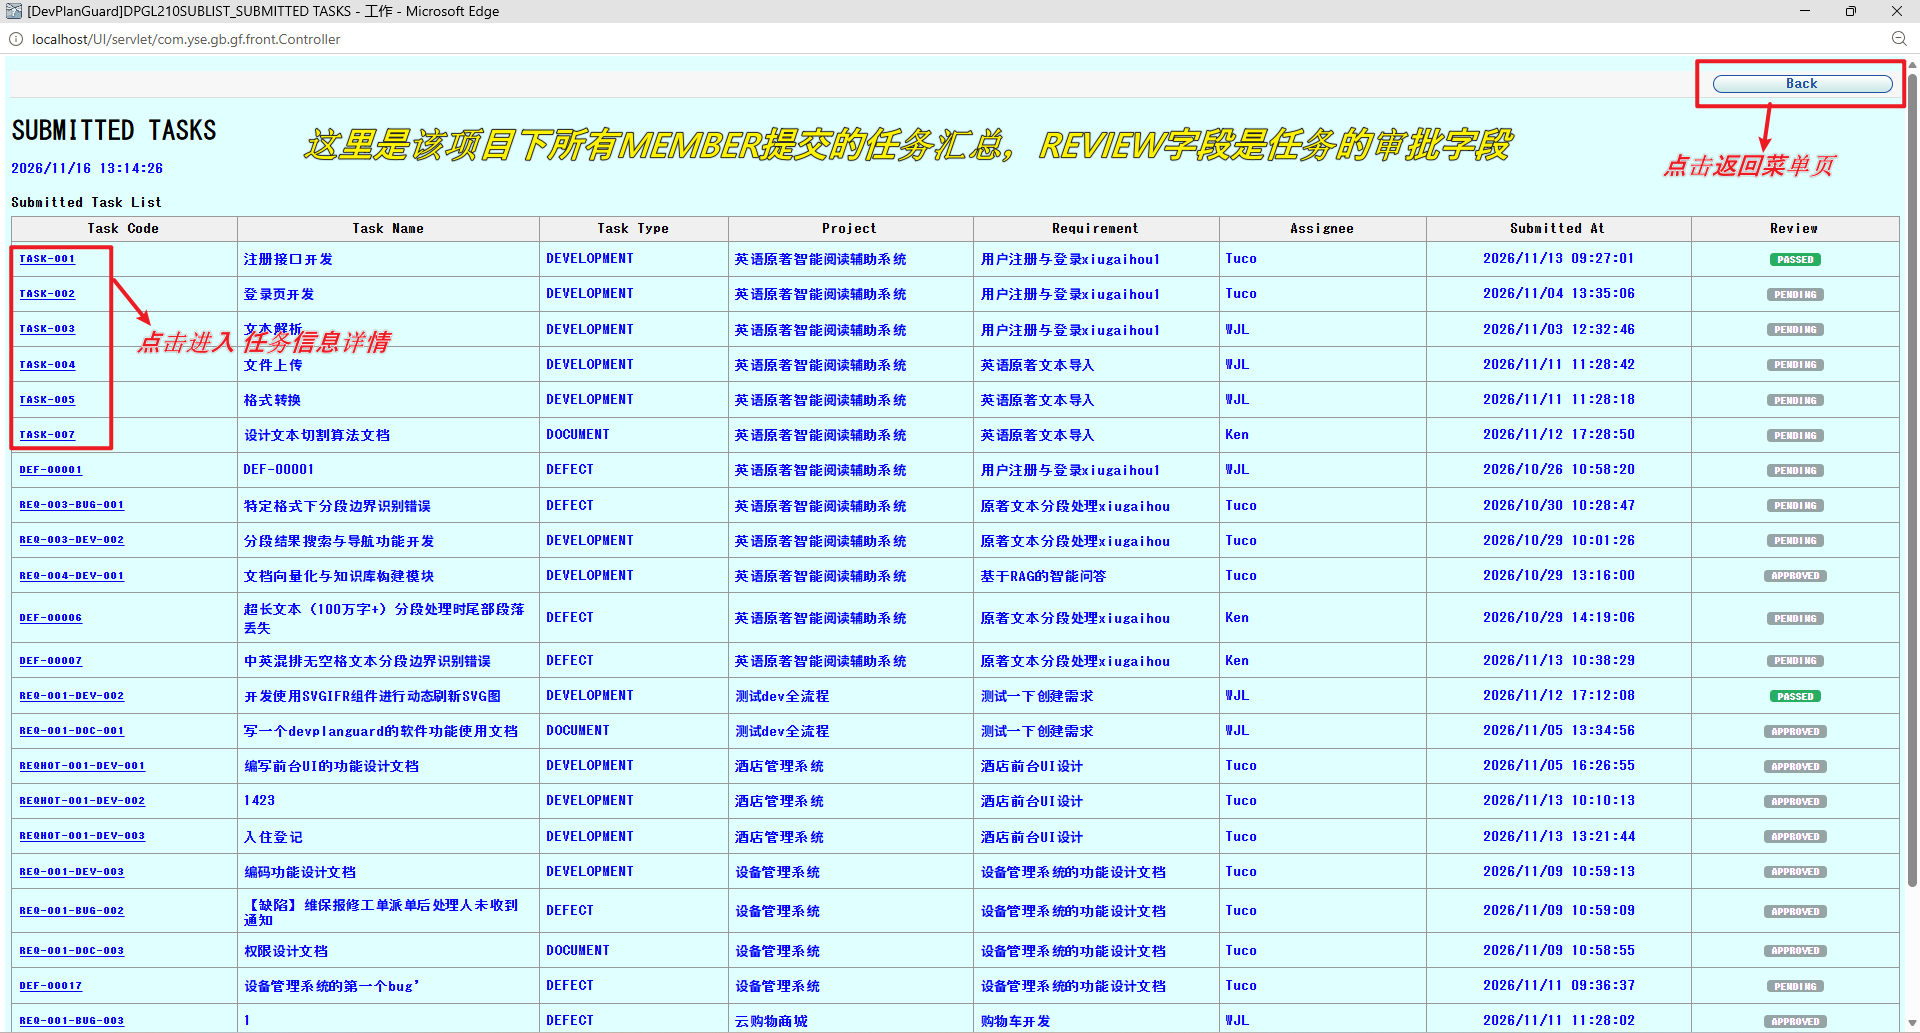 [DevPlanGuard]DPGL210SUBLIST_SUBMITTED TASKS - 工作 - Microsoft Edge
localhost/UI/servlet/com.yse.gb.gf.front.Controller
Back
SUBMITTED TASKS
这里是该项目下所有MEMBER提交的任务汇总，REVIEW字段是任务的审批字段
2026/11/16 13:14:26
点击返回菜单页
Submitted Task List
Task Code Task Name Task Type Project Requirement Assignee Submitted At Review
TASK-001 注册接口开发 DEVELOPMENT 英语原著智能阅读辅助系统 用户注册与登录xiugaihou1 Tuco 2026/11/13 09:27:01 PASSED
TASK-002 登录页开发 DEVELOPMENT 英语原著智能阅读辅助系统 用户注册与登录xiugaihou1 Tuco 2026/11/04 13:35:06 PENDING
TASK-003 文本解析 DEVELOPMENT 英语原著智能阅读辅助系统 用户注册与登录xiugaihou1 WJL 2026/11/03 12:32:46 PENDING
点击进入 任务信息详情
TASK-004 文件上传 DEVELOPMENT 英语原著智能阅读辅助系统 英语原著文本导入 WJL 2026/11/11 11:28:42 PENDING
TASK-005 格式转换 DEVELOPMENT 英语原著智能阅读辅助系统 英语原著文本导入 WJL 2026/11/11 11:28:18 PENDING
TASK-007 设计文本切割算法文档 DOCUMENT 英语原著智能阅读辅助系统 英语原著文本导入 Ken 2026/11/12 17:28:50 PENDING
DEF-00001 DEF-00001 DEFECT 英语原著智能阅读辅助系统 用户注册与登录xiugaihou1 WJL 2026/10/26 10:58:20 PENDING
REQ-003-BUG-001 特定格式下分段边界识别错误 DEFECT 英语原著智能阅读辅助系统 原著文本分段处理xiugaihou Tuco 2026/10/30 10:28:47 PENDING
REQ-003-DEV-002 分段结果搜索与导航功能开发 DEVELOPMENT 英语原著智能阅读辅助系统 原著文本分段处理xiugaihou Tuco 2026/10/29 10:01:26 PENDING
REQ-004-DEV-001 文档向量化与知识库构建模块 DEVELOPMENT 英语原著智能阅读辅助系统 基于RAG的智能问答 Tuco 2026/10/29 13:16:00 APPROVED
DEF-00006 超长文本（100万字+）分段处理时尾部段落丢失 DEFECT 英语原著智能阅读辅助系统 原著文本分段处理xiugaihou Ken 2026/10/29 14:19:06 PENDING
DEF-00007 中英混排无空格文本分段边界识别错误 DEFECT 英语原著智能阅读辅助系统 原著文本分段处理xiugaihou Ken 2026/11/13 10:38:29 PENDING
REQ-001-DEV-002 开发使用SVGIFR组件进行动态刷新SVG图 DEVELOPMENT 测试dev全流程 测试一下创建需求 WJL 2026/11/12 17:12:08 PASSED
REQ-001-DOC-001 写一个devplanguard的软件功能使用文档 DOCUMENT 测试dev全流程 测试一下创建需求 WJL 2026/11/05 13:34:56 APPROVED
REQHOT-001-DEV-001 编写前台UI的功能设计文档 DEVELOPMENT 酒店管理系统 酒店前台UI设计 Tuco 2026/11/05 16:26:55 APPROVED
REQHOT-001-DEV-002 1423 DEVELOPMENT 酒店管理系统 酒店前台UI设计 Tuco 2026/11/13 10:10:13 APPROVED
REQHOT-001-DEV-003 入住登记 DEVELOPMENT 酒店管理系统 酒店前台UI设计 Tuco 2026/11/13 13:21:44 APPROVED
REQ-001-DEV-003 编码功能设计文档 DEVELOPMENT 设备管理系统 设备管理系统的功能设计文档 Tuco 2026/11/09 10:59:13 APPROVED
REQ-001-BUG-002 【缺陷】维保报修工单派单后处理人未收到通知 DEFECT 设备管理系统 设备管理系统的功能设计文档 Tuco 2026/11/09 10:59:09 APPROVED
REQ-001-DOC-003 权限设计文档 DOCUMENT 设备管理系统 设备管理系统的功能设计文档 Tuco 2026/11/09 10:58:55 APPROVED
DEF-00017 设备管理系统的第一个bug’ DEFECT 设备管理系统 设备管理系统的功能设计文档 Tuco 2026/11/11 09:36:37 PENDING
REQ-001-BUG-003 1 DEFECT 云购物商城 购物车开发 WJL 2026/11/11 11:28:02 APPROVED